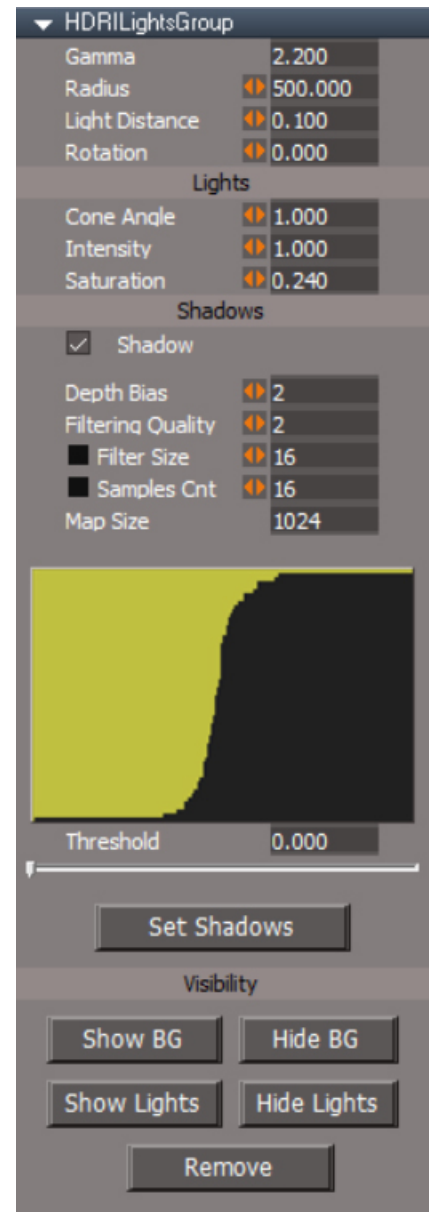 HDRILightsGroup
Gamma 2.200
Radius 500.000
Light Distance 0.100
Rotation 0.000
Lights
Cone Angle 1.000
Intensity 1.000
Saturation 0.240
Shadows
Shadow
Depth Bias 2
Filtering Quality 2
Filter Size 16
Samples Cnt 16
Map Size 1024
Threshold 0.000
Set Shadows
Visibility
Show BG Hide BG
Show Lights Hide Lights
Remove